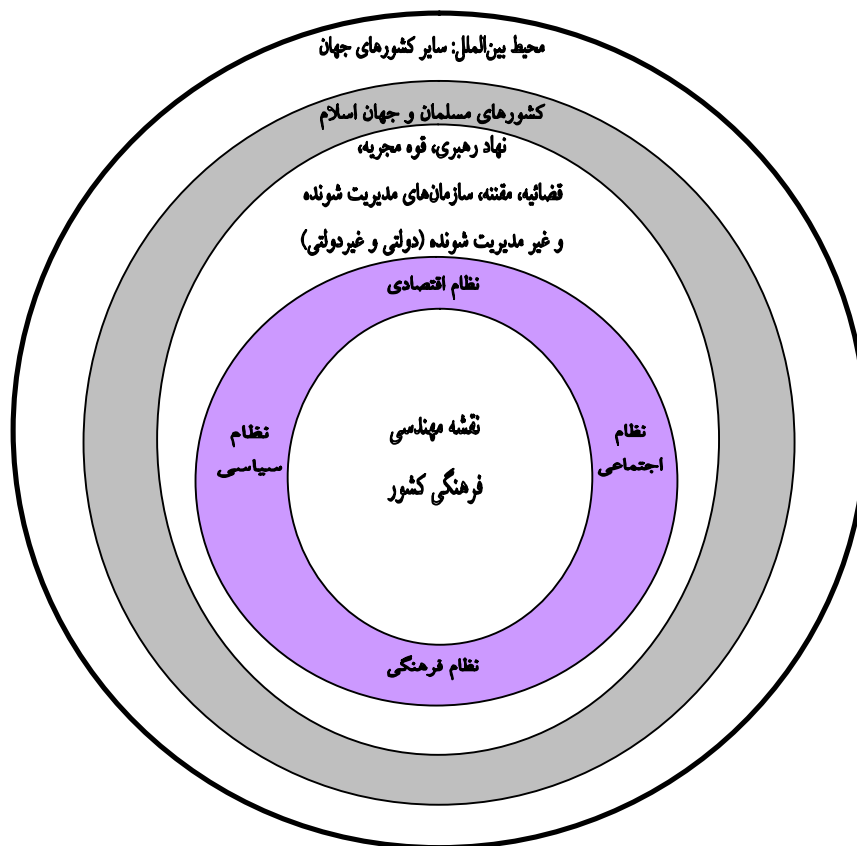 محیط بین‌الملل: سایر کشورهای جهان
کشورهای مسلمان و جهان اسلام
نهاد رهبری، قوه مجریه،
قضائیه، مقننه، سازمان‌های مدیریت شونده
و غیر مدیریت شونده (دولتی و غیردولتی)
نظام اقتصادی
نظام
اجتماعی
نقشه مهندسی
فرهنگی کشور
نظام
سیاسی
نظام فرهنگی